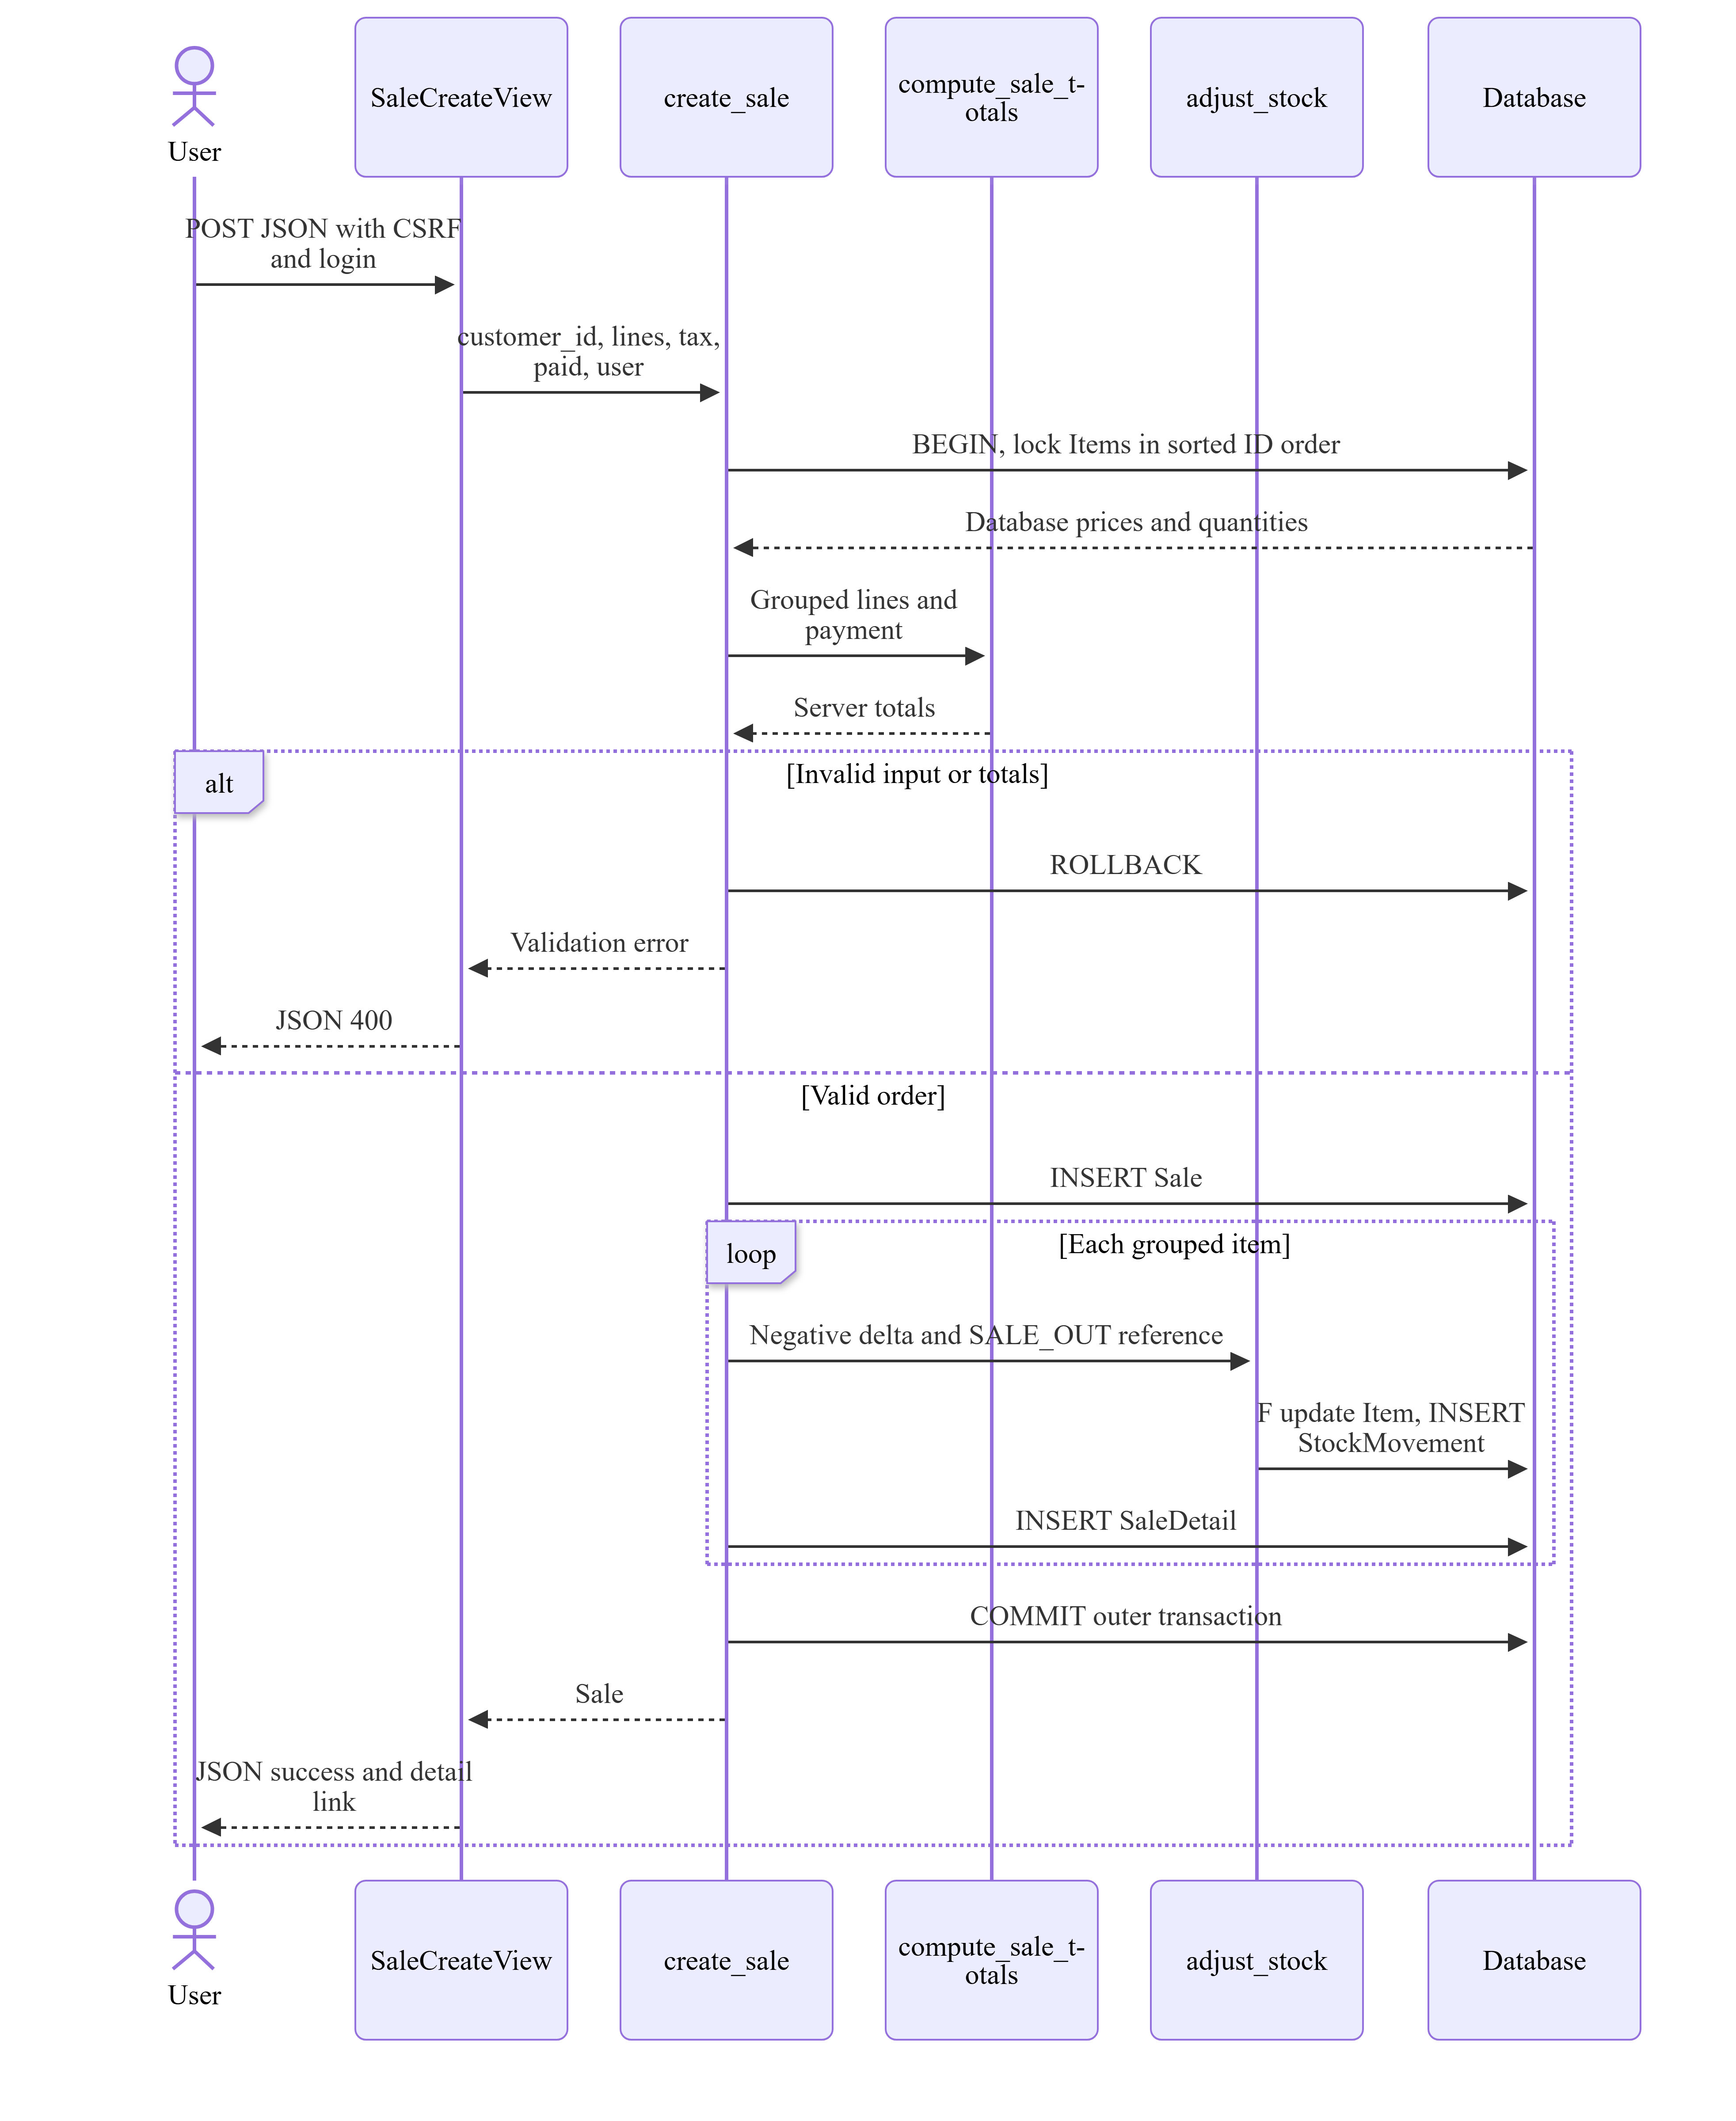 User
SaleCreateView
create_sale
compute_sale_t-
otals
adjust_stock
Database
POST JSON with CSRF
and login
customer_id, lines, tax,
paid, user
BEGIN, lock Items in sorted ID order
Database prices and quantities
Grouped lines and
payment
Server totals
alt
[Invalid input or totals]
ROLLBACK
Validation error
JSON 400
[Valid order]
INSERT Sale
loop
[Each grouped item]
Negative delta and SALE_OUT reference
F update Item, INSERT
StockMovement
INSERT SaleDetail
COMMIT outer transaction
Sale
JSON success and detail
link
User
SaleCreateView
create_sale
compute_sale_t-
otals
adjust_stock
Database